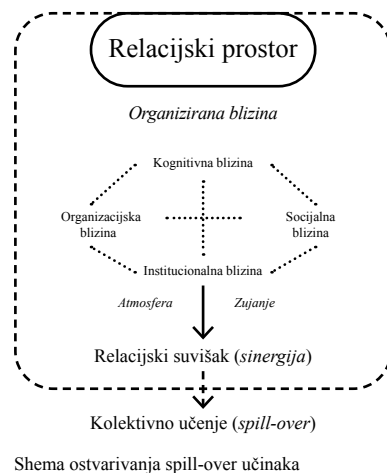 Relacijski prostor
Organizirana blizina
Kognitivna blizina
Organizacijska
blizina
Socijalna
blizina
Institucionalna blizina
Atmosfera Zujanje
Relacijski suvišak (sinergija)
Kolektivno učenje (spill-over)
Shema ostvarivanja spill-over učinaka